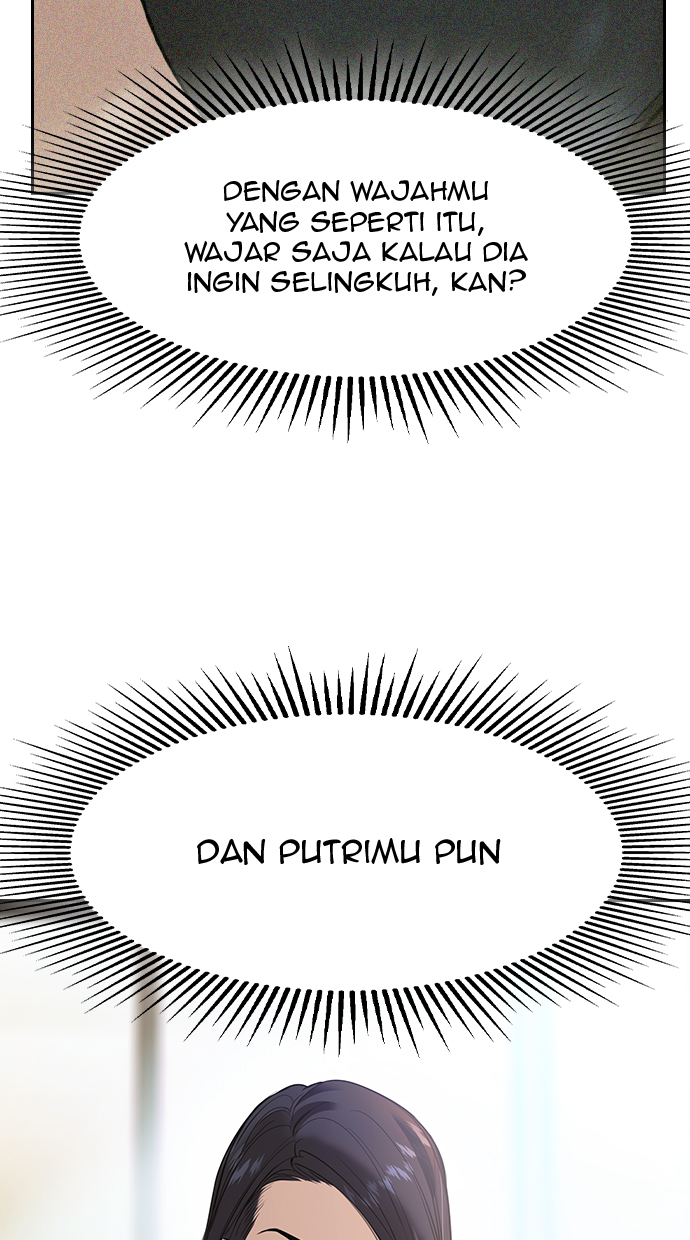 DENGAN WAJAHMU
YANG SEPERTI ITU,
WAJAR SAJA KALAU DIA
INGIN SELINGKUH, KAN?
DAN PUTRIMU PUN